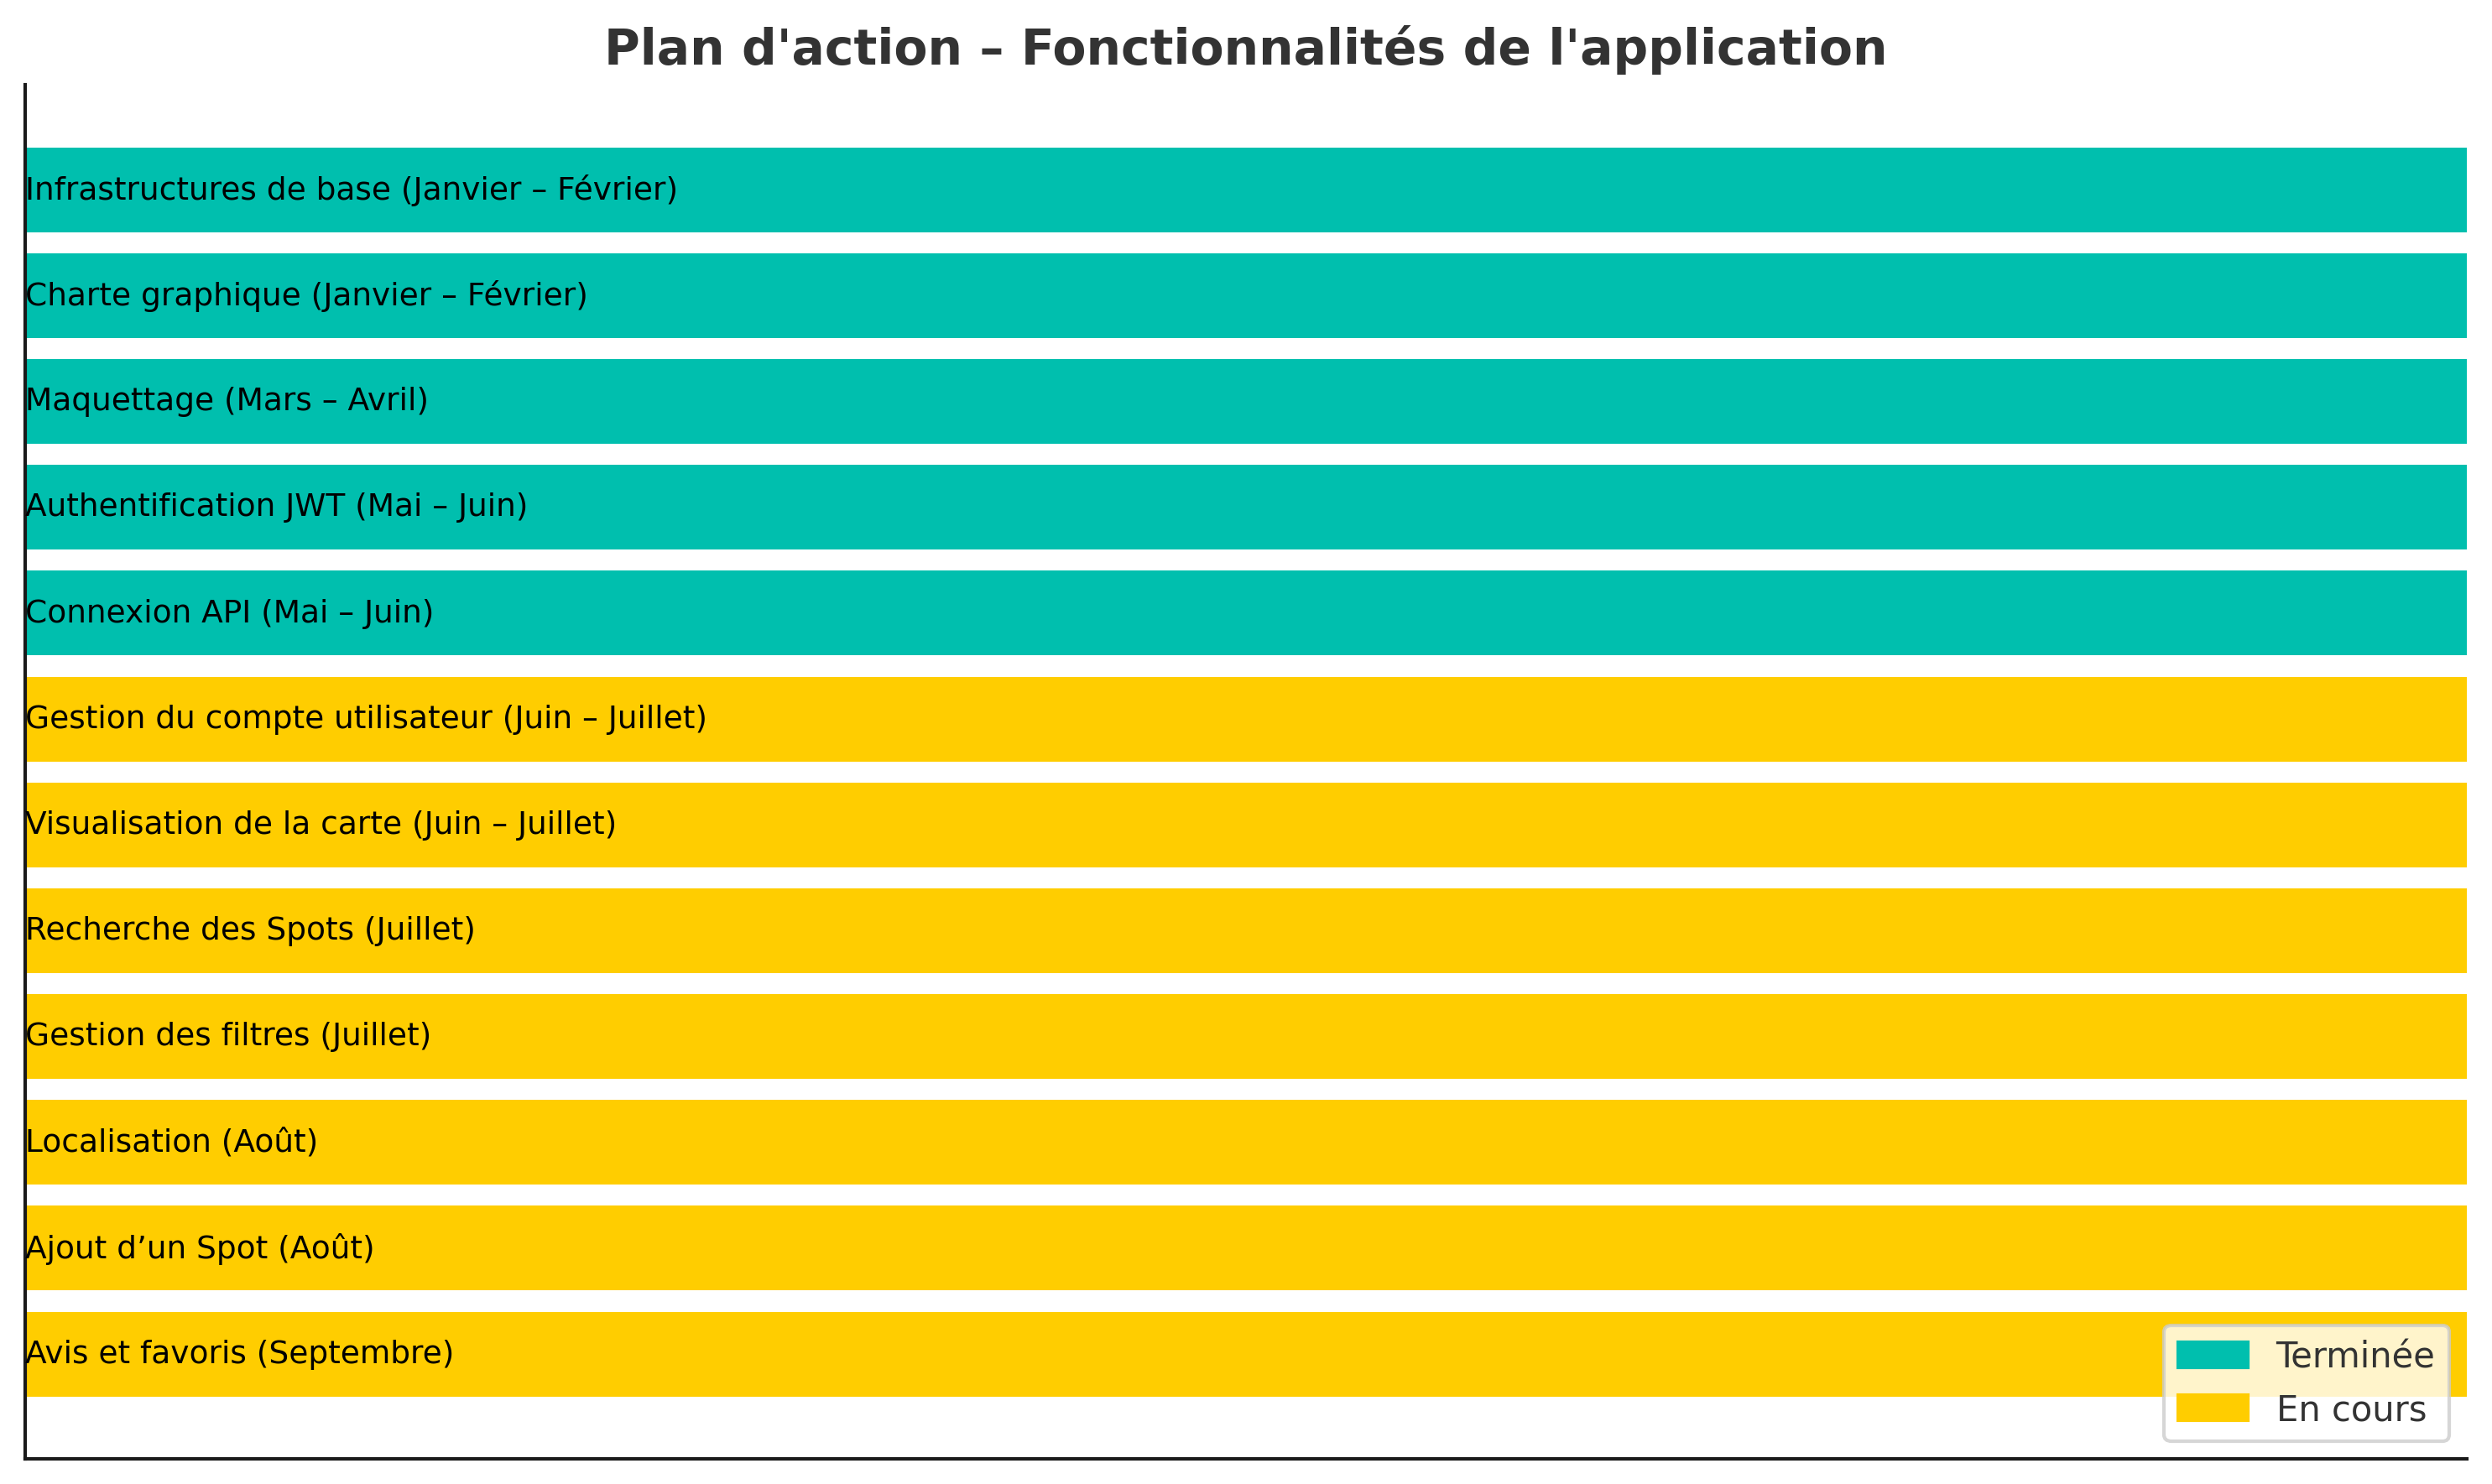 Plan d'action – Fonctionnalités de l'application
Infrastructures de base (Janvier – Février)
Charte graphique (Janvier – Février)
Maquettage (Mars – Avril)
Authentification JWT (Mai – Juin)
Connexion API (Mai – Juin)
Gestion du compte utilisateur (Juin – Juillet)
Visualisation de la carte (Juin – Juillet)
Recherche des Spots (Juillet)
Gestion des filtres (Juillet)
Localisation (Août)
Ajout d’un Spot (Août)
Avis et favoris (Septembre)
Terminée
En cours